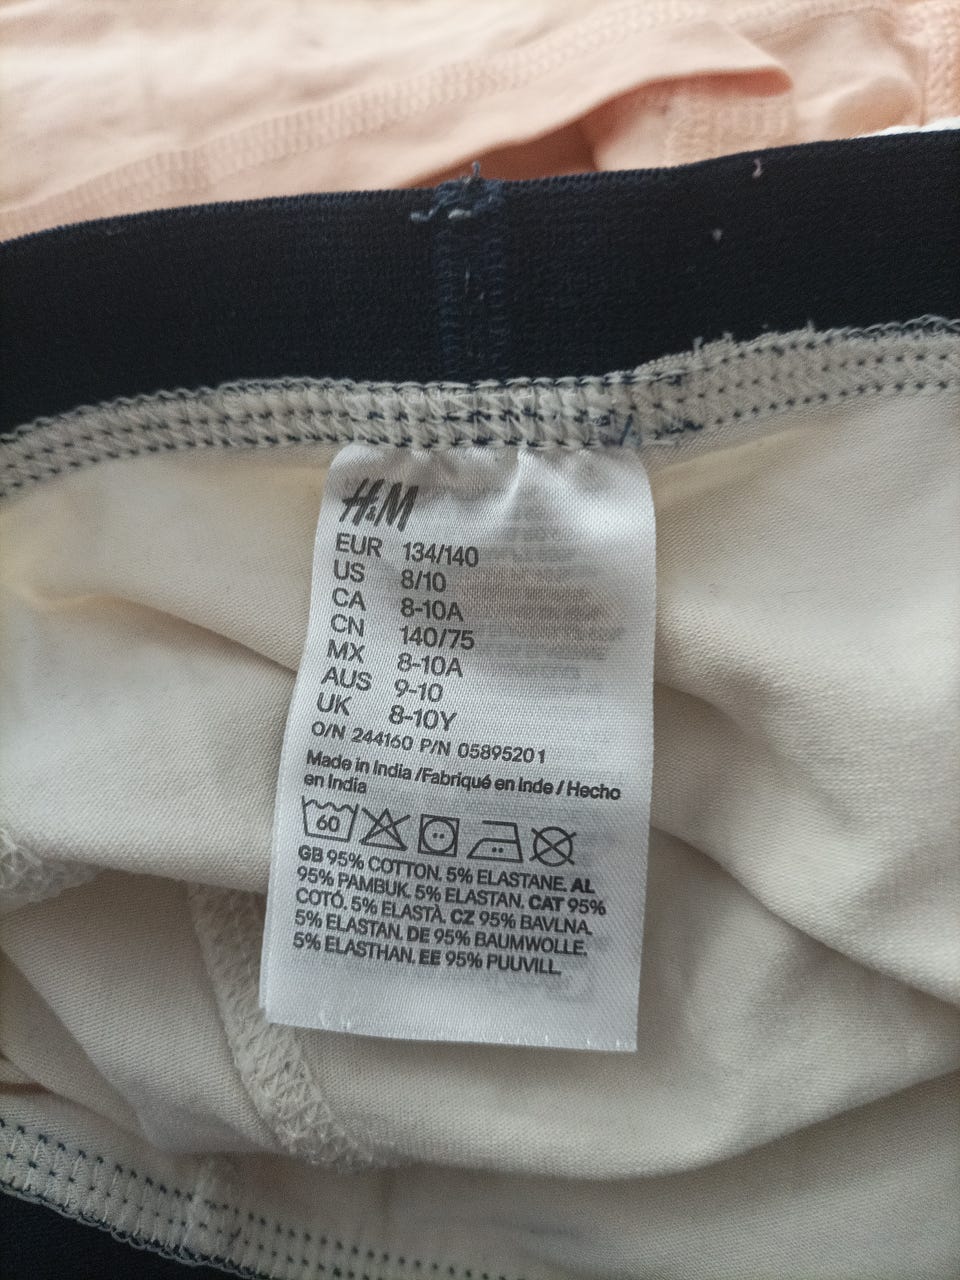 H&M
EUR 134/140
US 8/10
CA 8-10A
CN 140/75
MX 8-10A
AUS 9-10
UK 8-10Y
O/N 244160 P/N 05895201
Made in India /Fabriqué en Inde / Hecho
en India
60
GB 95% COTTON. 5% ELASTANE. AL
95% PAMBUK. 5% ELASTAN. CAT 95%
COTÓ. 5% ELASTÀ. CZ 95% BAVLNA.
5% ELASTAN. DE 95% BAUMWOLLE.
5% ELASTHAN. EE 95% PUUVILL.